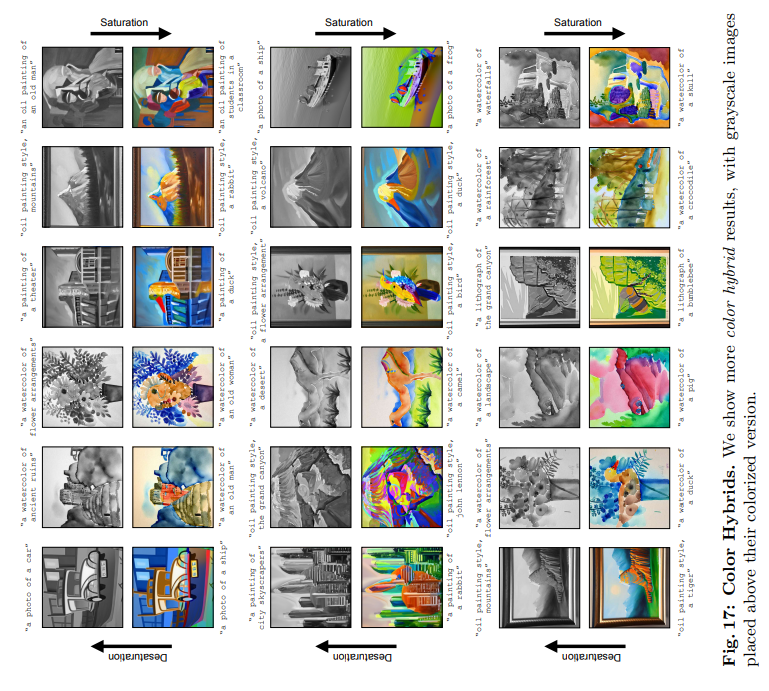 Desaturation
"a photo of a car"
"a watercolor of
ancient ruins"
"a watercolor of
flower arrangements"
"a painting of
a theater"
"oil painting style,
mountains"
"an oil painting of
an old man"
Saturation
"a photo of a ship"
"a watercolor of
an old man"
"a watercolor of
an old woman"
"a painting of
a duck"
"oil painting style,
a rabbit"
"an oil painting of
students in a
classroom"
Desaturation
"a painting of
city skyscrapers"
"oil painting style,
the grand canyon"
"a watercolor of
a desert"
"oil painting style,
a flower arrangement"
"oil painting style,
a volcano"
"a photo of a ship"
Saturation
"a painting of
a rabbit"
"oil painting style,
john lennon"
"a watercolor of
a camel"
"oil painting style,
a bird"
"oil painting style,
a duck"
"a photo of a frog"
Desaturation
"oil painting style,
mountains"
"a watercolor of
flower arrangements"
"a watercolor of
a landscape"
"a lithograph of
the grand canyon"
"a watercolor of
a rainforest"
"a watercolor of
waterfalls"
Saturation
"oil painting style,
a tiger"
"a watercolor of
a duck"
"a watercolor of
a pig"
"a lithograph of
a bumblebee"
"a watercolor of
a crocodile"
"a watercolor of
a skull"
Fig. 17: Color Hybrids. We show more color hybrid results, with grayscale images
placed above their colorized version.